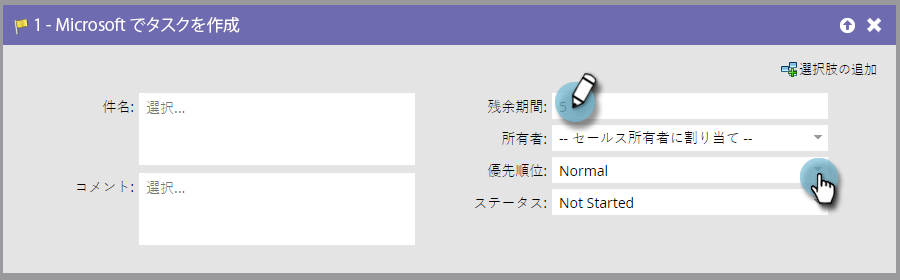 1 - Microsoft でタスクを作成
選択肢の追加
件名: 選択...
コメント: 選択...
残余期間: 5
所有者: -- セールス所有者に割り当て --
優先順位: Normal
ステータス: Not Started